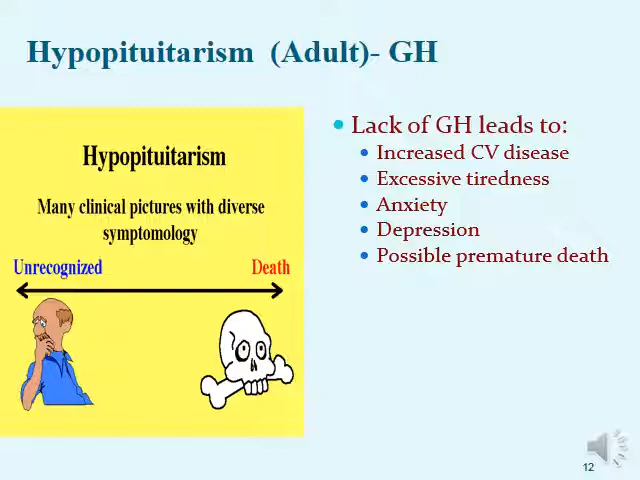 Hypopituitarism (Adult)- GH
Hypopituitarism
Many clinical pictures with diverse
symptomology
Unrecognized Death
• Lack of GH leads to:
• Increased CV disease
• Excessive tiredness
• Anxiety
• Depression
• Possible premature death
12